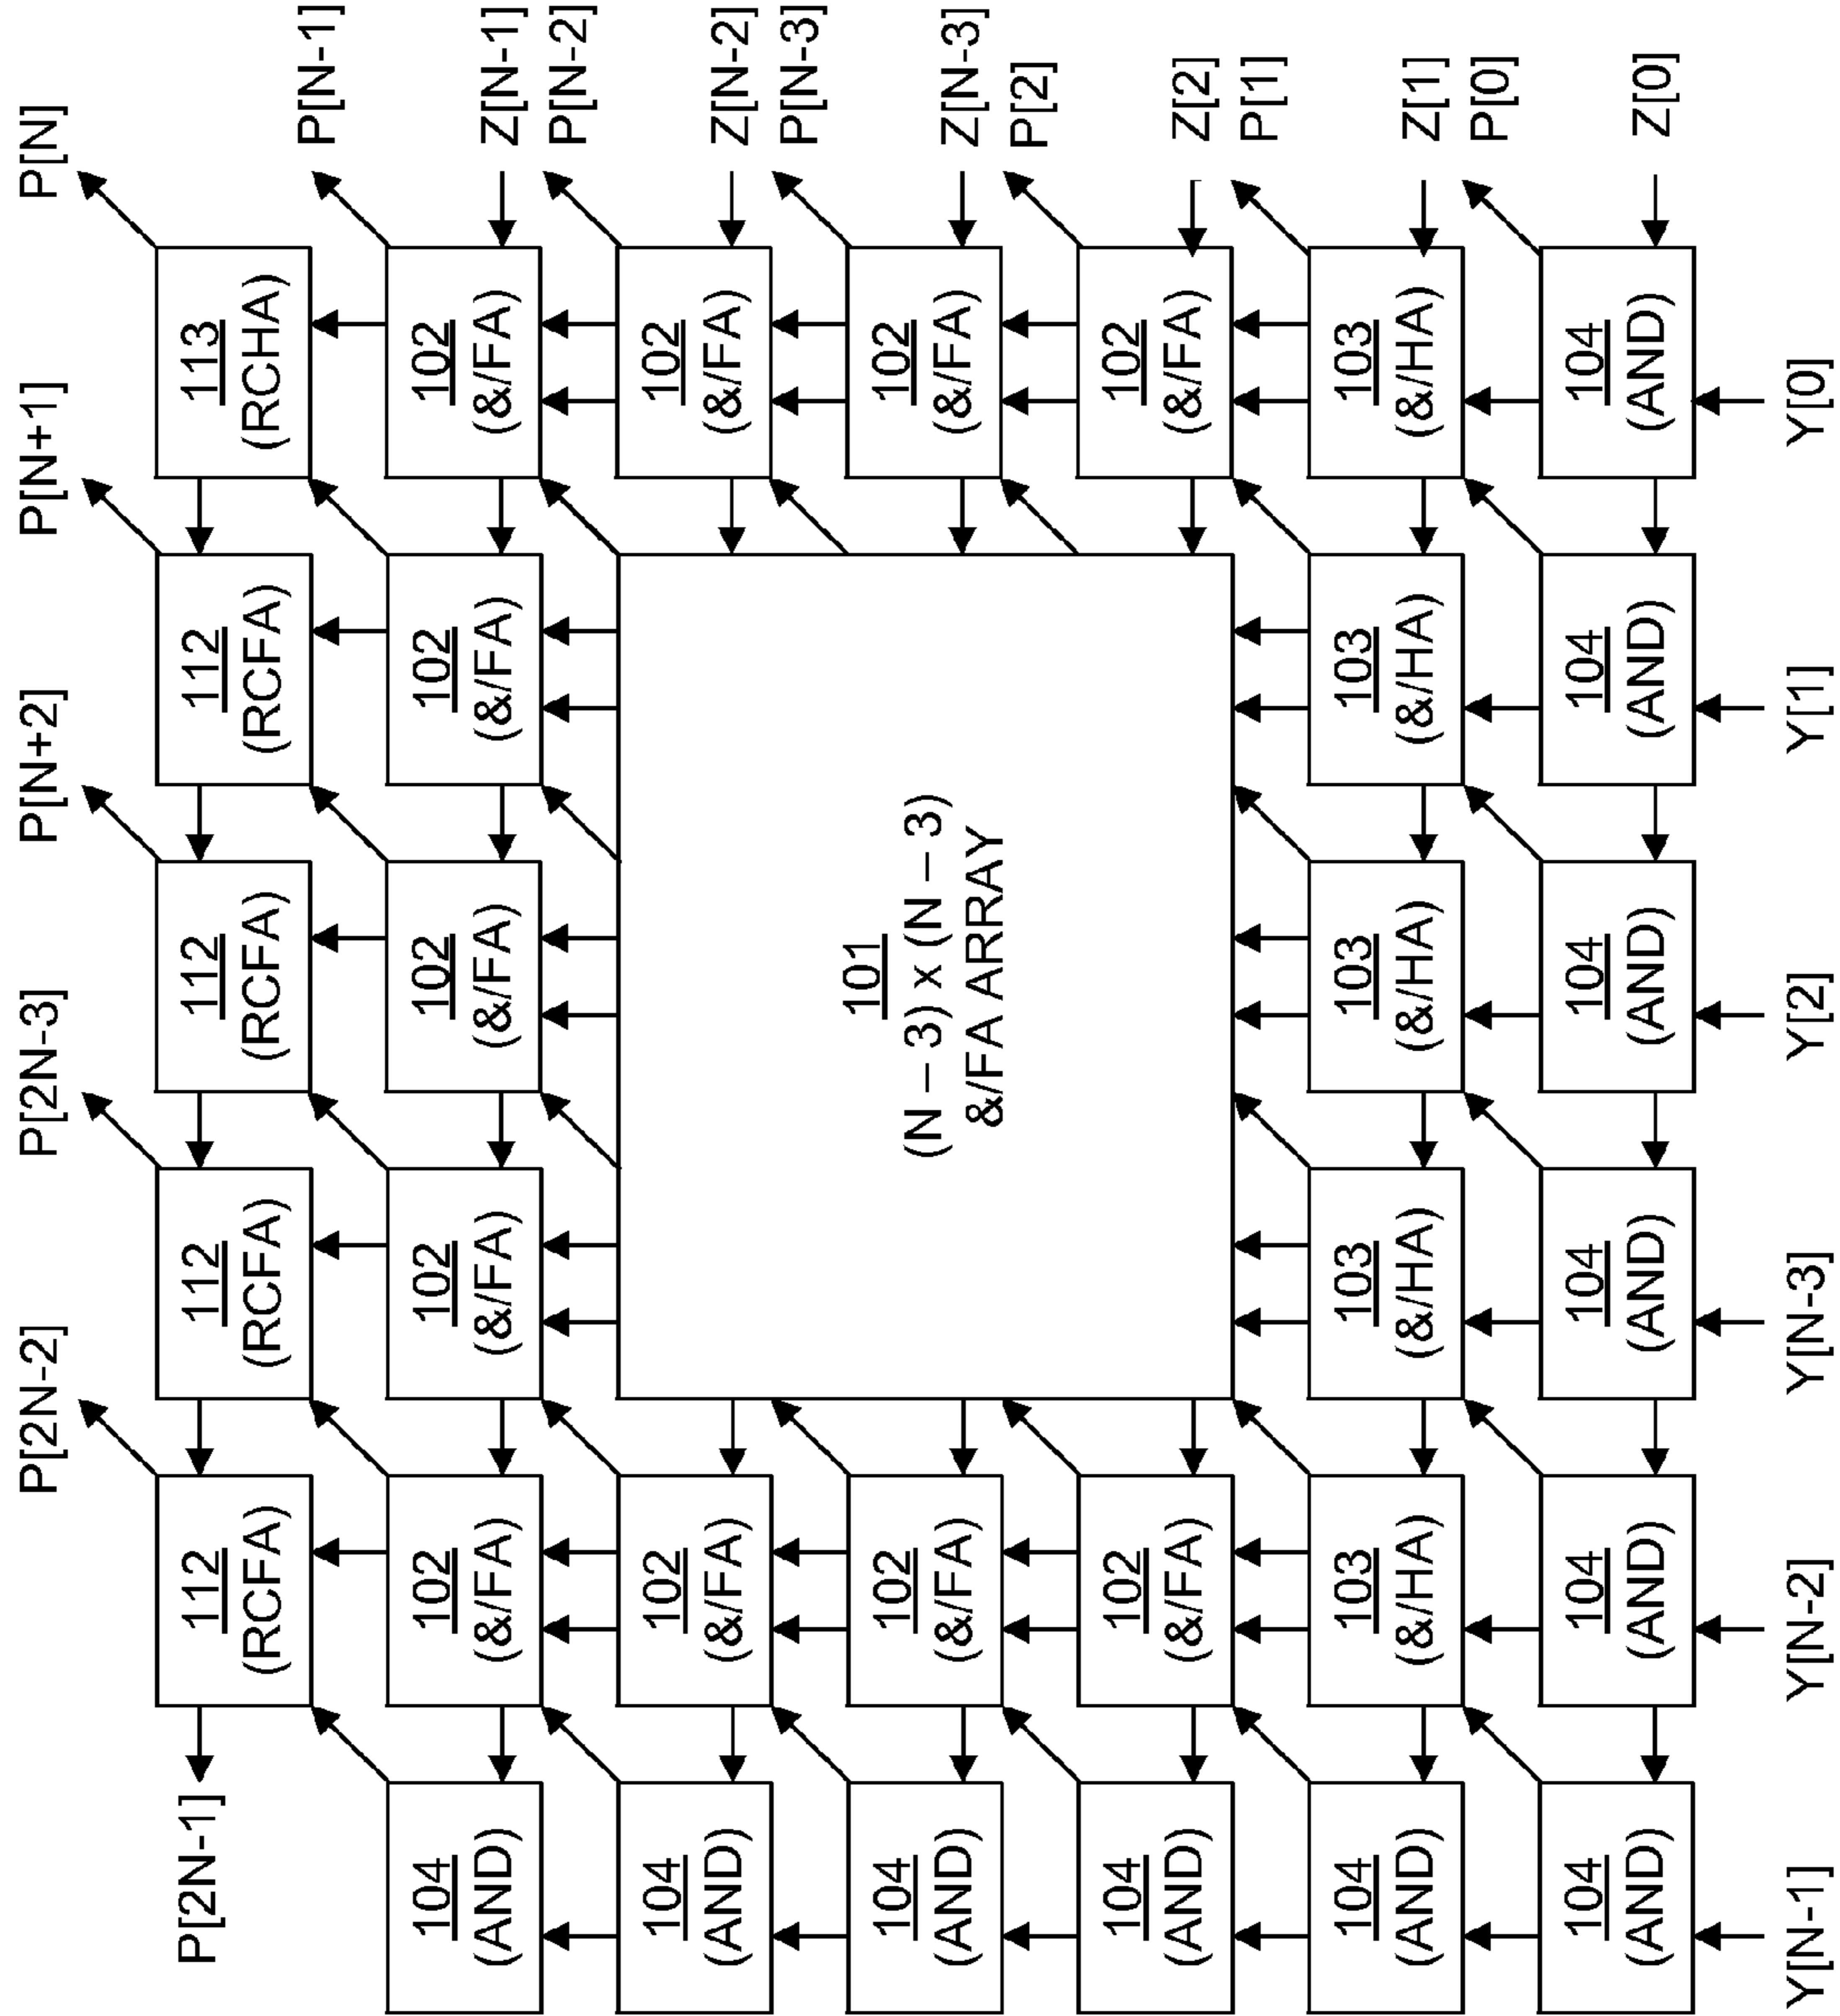 P[2N-2]
P[2N-3]
P[N+2]
P[N+1]
P[N]
P[2N-1]
112
(RCFA)
112
(RCFA)
112
(RCFA)
112
(RCFA)
113
(RCHA)
P[N-1]
104
(AND)
102
(&/FA)
102
(&/FA)
102
(&/FA)
102
(&/FA)
102
(&/FA)
Z[N-1]
P[N-2]
104
(AND)
102
(&/FA)
102
(&/FA)
Z[N-2]
P[N-3]
104
(AND)
102
(&/FA)
101
(N – 3) x (N – 3)
&/FA ARRAY
102
(&/FA)
Z[N-3]
P[2]
104
(AND)
102
(&/FA)
102
(&/FA)
Z[2]
P[1]
104
(AND)
103
(&/HA)
103
(&/HA)
103
(&/HA)
103
(&/HA)
103
(&/HA)
Z[1]
P[0]
104
(AND)
104
(AND)
104
(AND)
104
(AND)
104
(AND)
104
(AND)
Z[0]
Y[N-1]
Y[N-2]
Y[N-3]
Y[2]
Y[1]
Y[0]